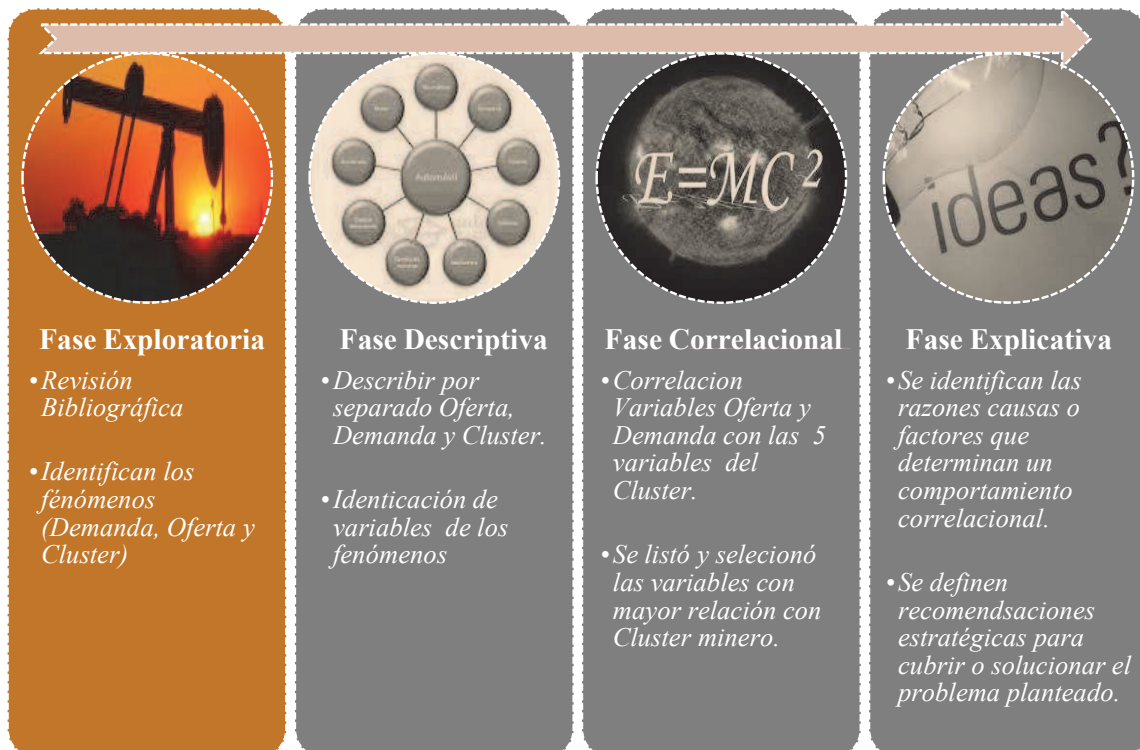 Automóvil
E=MC²
ideas?
Fase Exploratoria
•Revisión
Bibliográfica
•Identifican los
fénómenos
(Demanda, Oferta y
Cluster)
Fase Descriptiva
•Describir por
separado Oferta,
Demanda y Cluster.
•Identicación de
variables de los
fenómenos
Fase Correlacional
•Correlacion
Variables Oferta y
Demanda con las 5
variables del
Cluster.
•Se listó y selecionó
las variables con
mayor relación con
Cluster minero.
Fase Explicativa
•Se identifican las
razones causas o
factores que
determinan un
comportamiento
correlacional.
•Se definen
recomendsaciones
estratégicas para
cubrir o solucionar el
problema planteado.